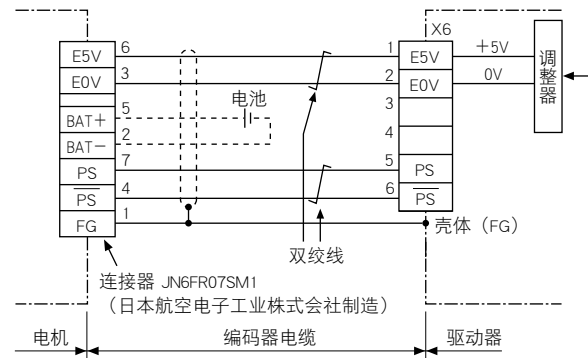 X6
E5V 6 1 E5V +5V
E0V 3 2 E0V 0V
调整器
BAT+ 5 电池 3
BAT- 2 4
PS 7 5 PS
P̅S̅ 4 6 P̅S̅
FG 1 壳体（FG）
双绞线
连接器 JN6FR07SM1
（日本航空电子工业株式会社制造）
电机 编码器电缆 驱动器